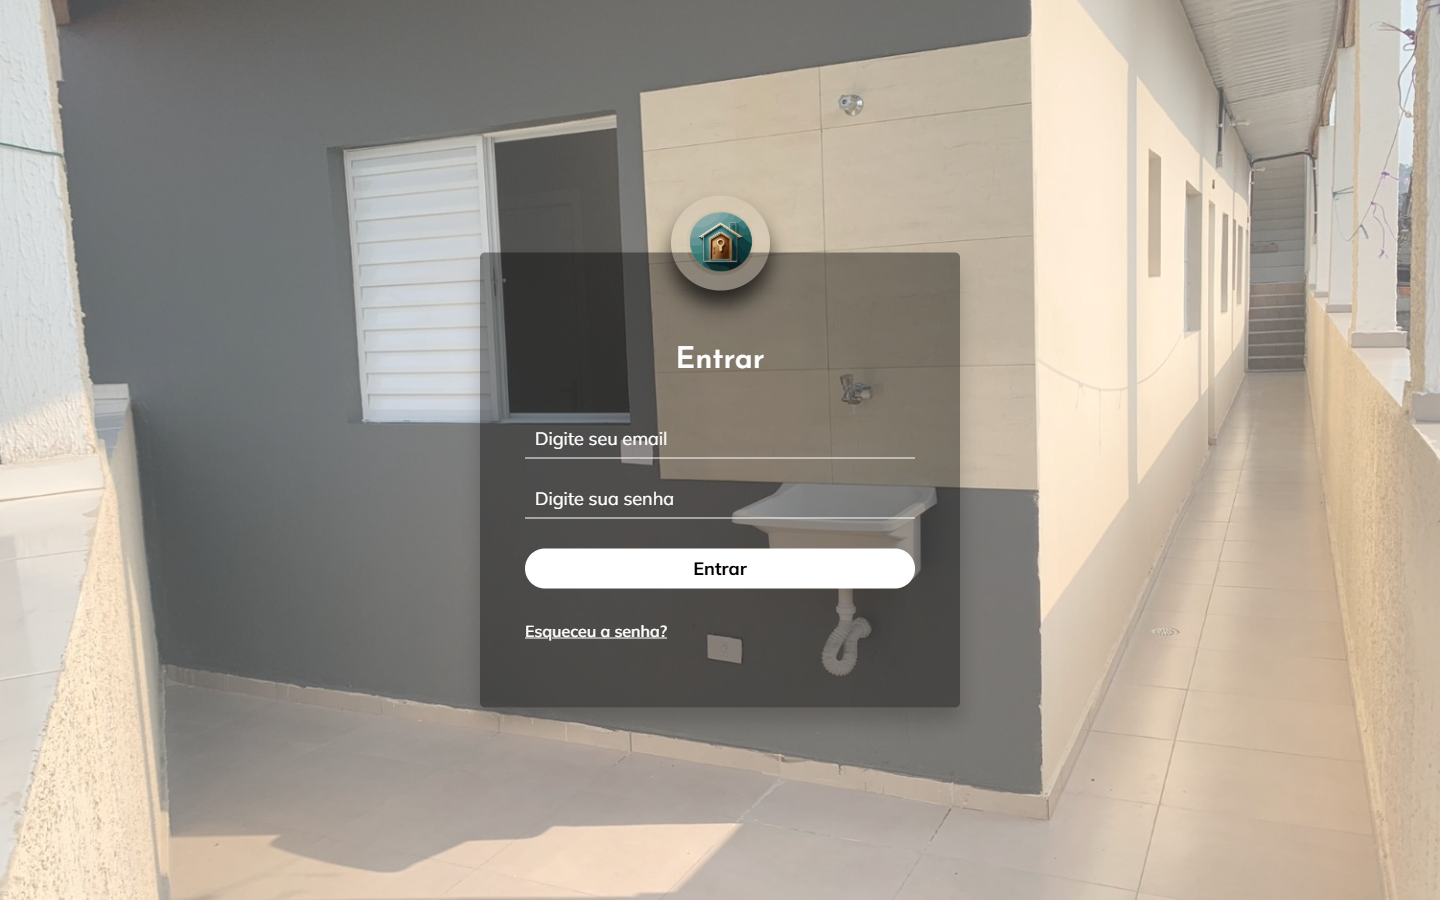 Entrar
Digite seu email
Digite sua senha
Entrar
Esqueceu a senha?